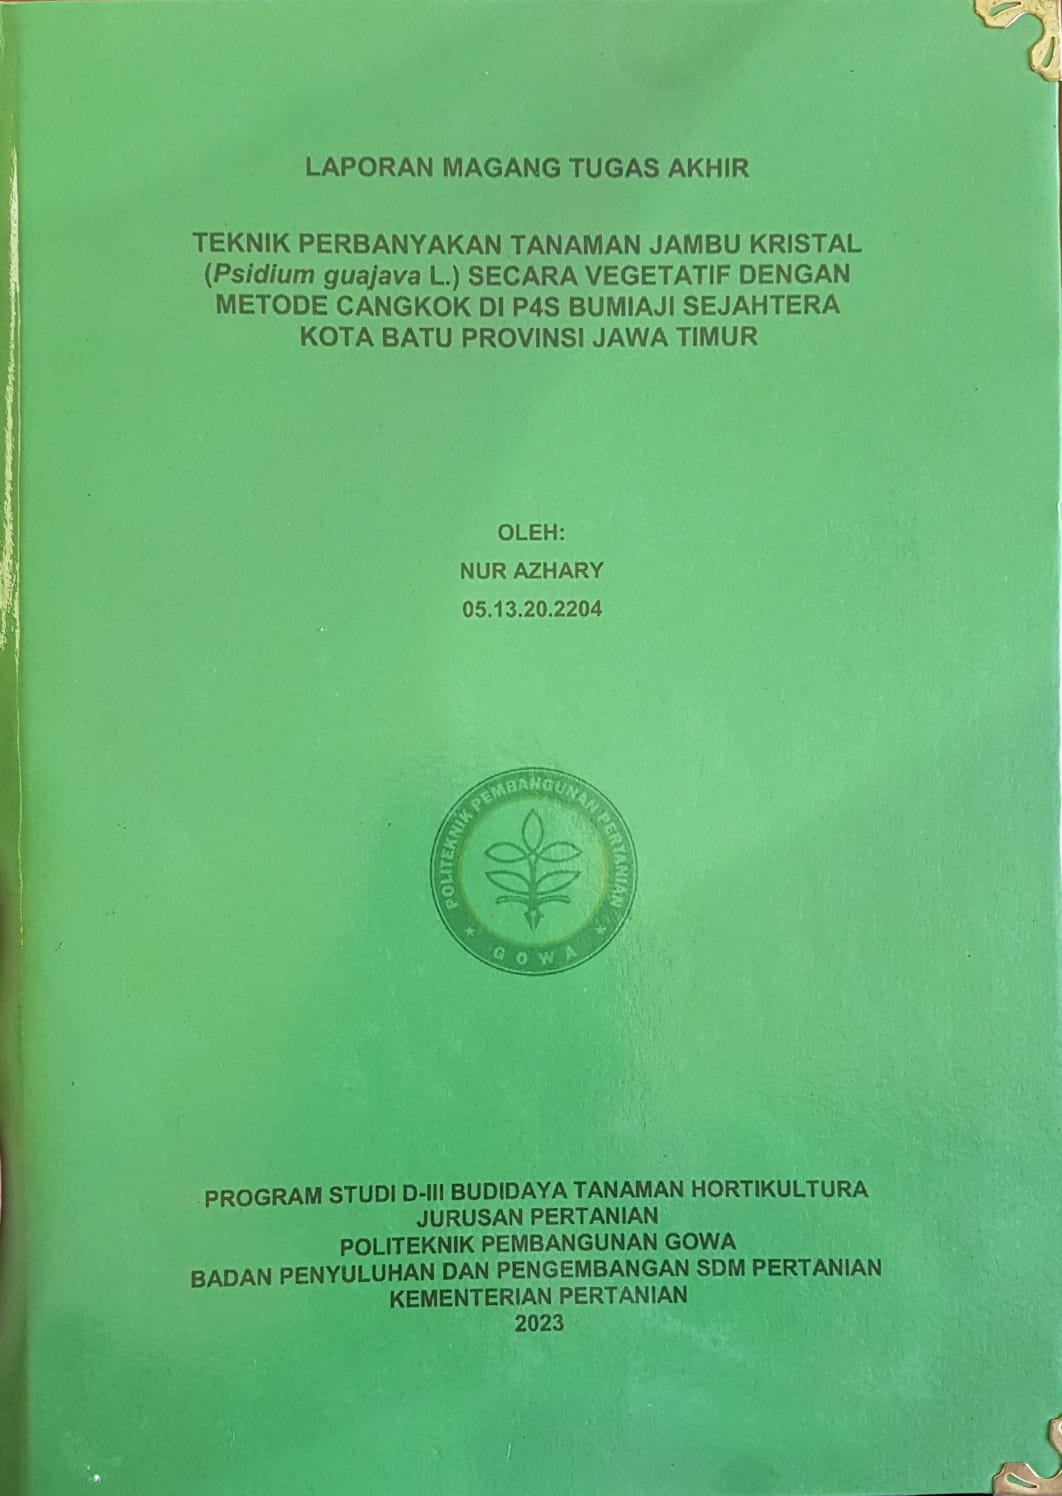 LAPORAN MAGANG TUGAS AKHIR
TEKNIK PERBANYAKAN TANAMAN JAMBU KRISTAL
(Psidium guajava L.) SECARA VEGETATIF DENGAN
METODE CANGKOK DI P4S BUMIAJI SEJAHTERA
KOTA BATU PROVINSI JAWA TIMUR
OLEH:
NUR AZHARY
05.13.20.2204
POLITEKNIK PEMBANGUNAN PERTANIAN
GOWA
PROGRAM STUDI D-III BUDIDAYA TANAMAN HORTIKULTURA
JURUSAN PERTANIAN
POLITEKNIK PEMBANGUNAN GOWA
BADAN PENYULUHAN DAN PENGEMBANGAN SDM PERTANIAN
KEMENTERIAN PERTANIAN
2023